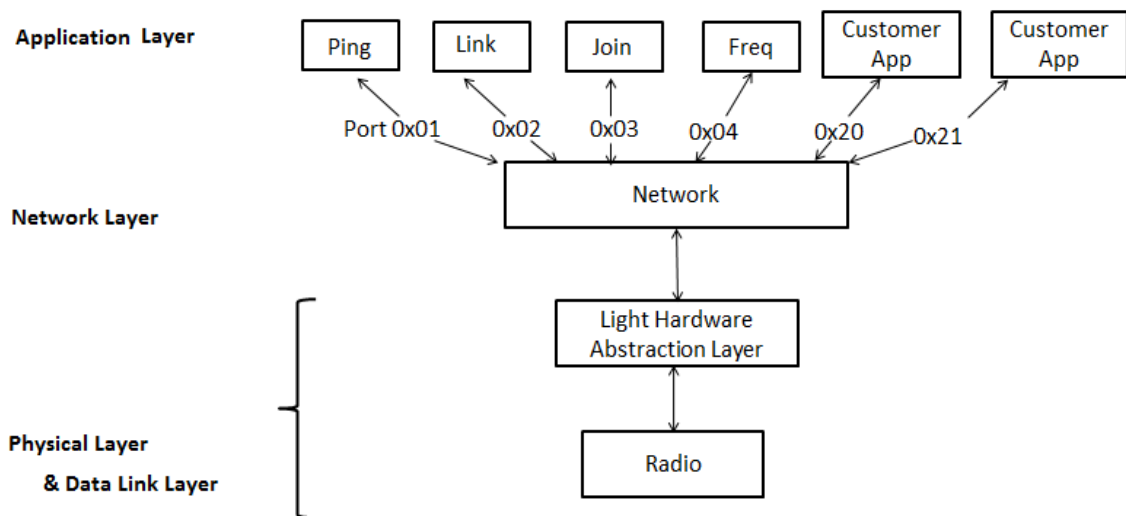 Application Layer
Ping
Link
Join
Freq
Customer
App
Customer
App
Port 0x01
0x02
0x03
0x04
0x20
0x21
Network
Network Layer
Light Hardware
Abstraction Layer
Physical Layer
& Data Link Layer
Radio